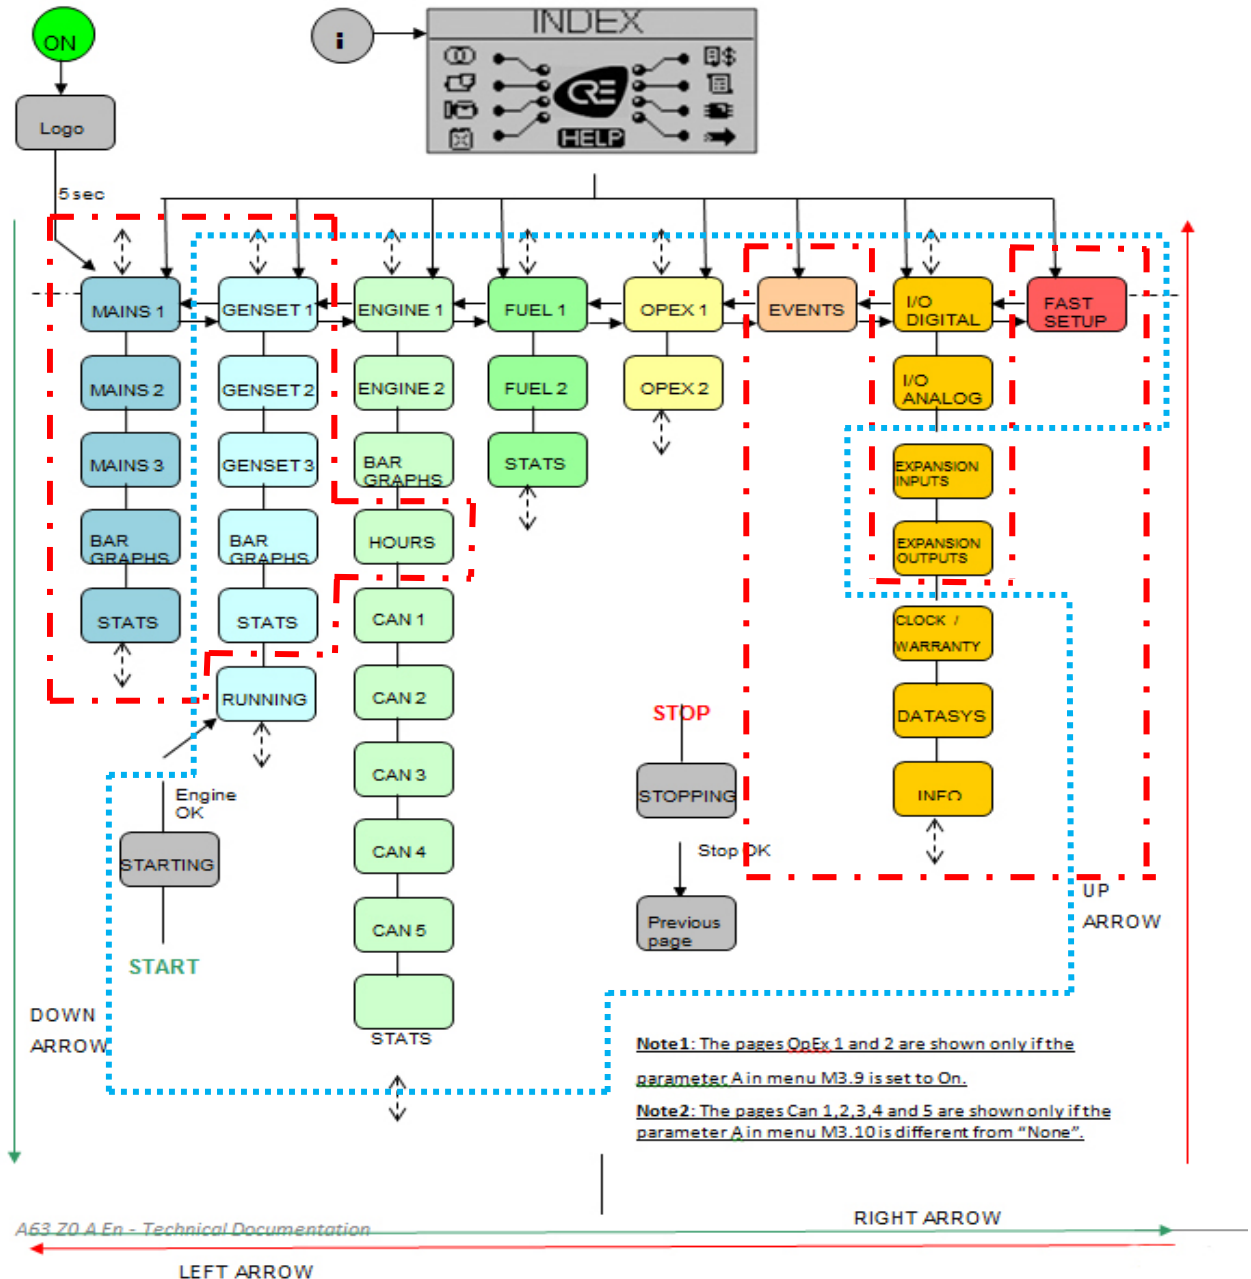 INDEX
ON
i
CRE
HELP
$
Logo
5 sec
MAINS 1
GENSET 1
ENGINE 1
FUEL 1
OPEX 1
EVENTS
I/O
DIGITAL
FAST
SETUP
MAINS 2
GENSET 2
ENGINE 2
FUEL 2
OPEX 2
I/O
ANALOG
MAINS 3
GENSET 3
BAR
GRAPHS
STATS
EXPANSION
INPUTS
BAR
GRAPHS
BAR
GRAPHS
HOURS
EXPANSION
OUTPUTS
STATS
STATS
CAN 1
CLOCK /
WARRANTY
RUNNING
CAN 2
STOP
DATASYS
CAN 3
STOPPING
INFO
Engine
OK
STARTING
CAN 4
Stop OK
UP
ARROW
CAN 5
Previous
page
START
DOWN
ARROW
STATS
Note1: The pages OpEx 1 and 2 are shown only if the
parameter A in menu M3.9 is set to On.
Note2: The pages Can 1,2,3,4 and 5 are shown only if the
parameter A in menu M3.10 is different from “None”.
RIGHT ARROW
A63 Z0 A En - Technical Documentation
LEFT ARROW